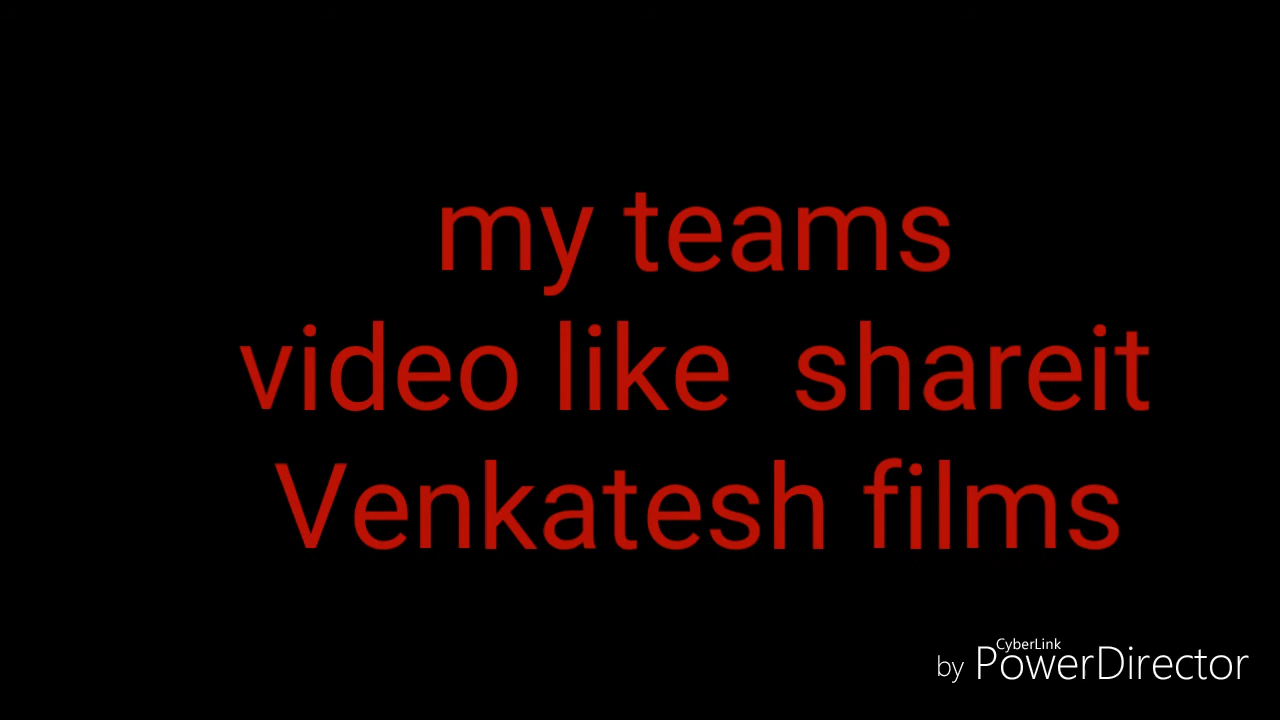 my teams
video like  shareit
Venkatesh films
CyberLink
by PowerDirector